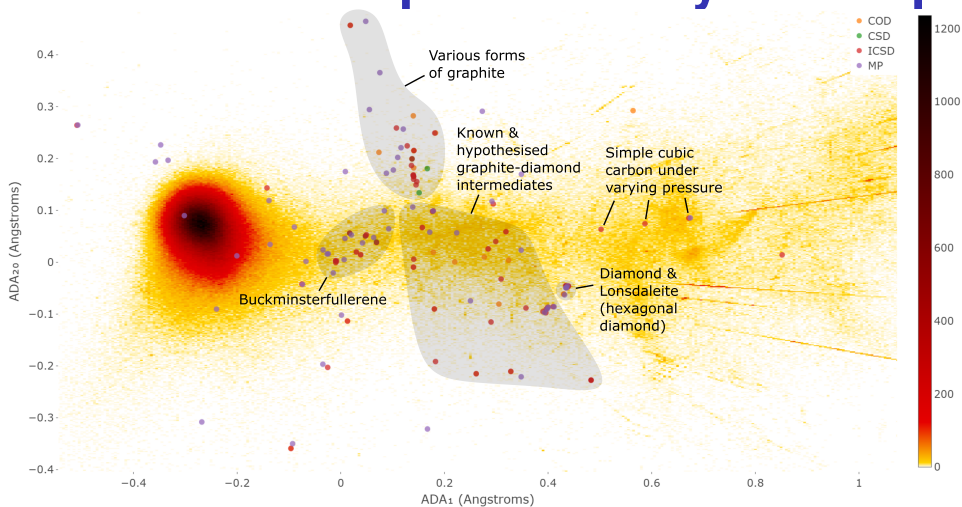 COD
CSD
ICSD
MP
Various forms
of graphite
Known &
hypothesised
graphite-diamond
intermediates
Simple cubic
carbon under
varying pressure
Buckminsterfullerene
Diamond &
Lonsdaleite
(hexagonal
diamond)
ADA₂₀ (Angstroms)
0.4
0.3
0.2
0.1
0
−0.1
−0.2
−0.3
−0.4
−0.4
−0.2
0
0.2
0.4
0.6
0.8
1
ADA₁ (Angstroms)
1200
1000
800
600
400
200
0